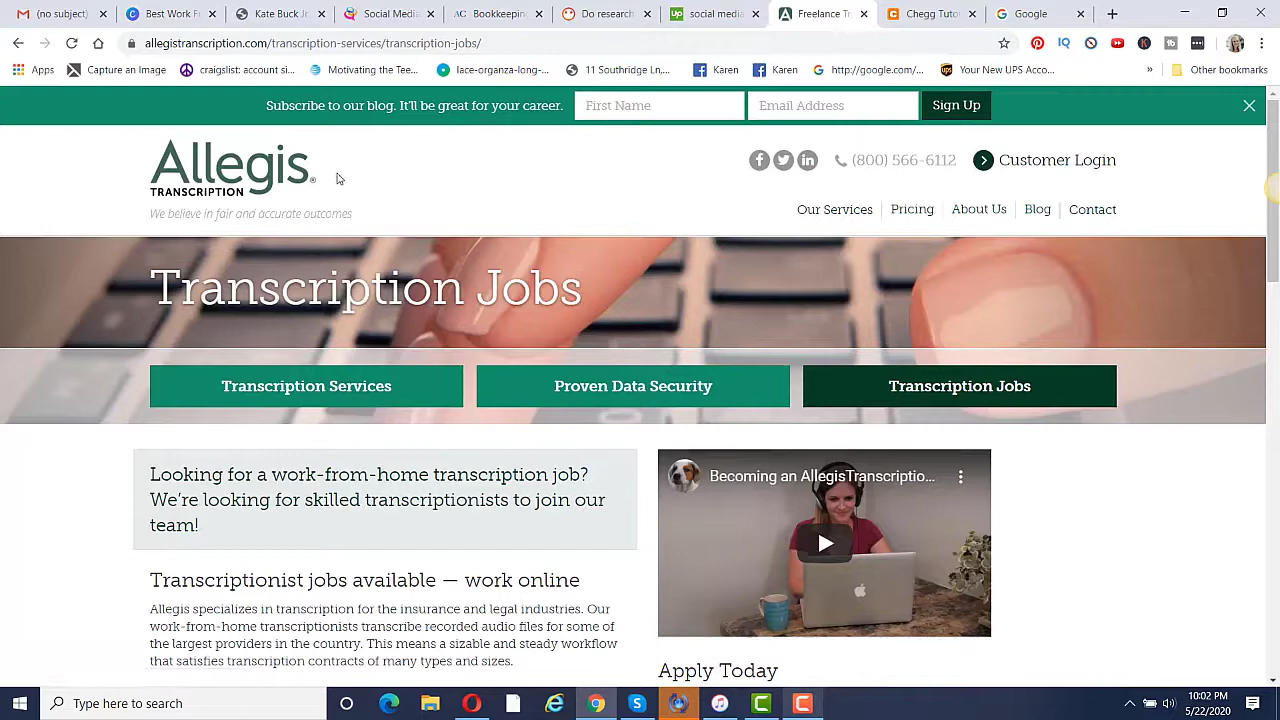 (no subject)
Best Work F
Allegis
Kate Buck Jr
Social Medi
Bookkeepin
Do research
social media
Freelance Tr
Chegg Tuto
Google
allegistranscription.com/transcription-services/transcription-jobs/
Apps
Capture an Image
craigslist: account si...
Motivating the Tee...
lace-organza-long-...
11 Southridge Ln,...
Karen
Karen
http://google.com/...
Your New UPS Acco...
Other bookmarks
Subscribe to our blog. It'll be great for your career.
First Name
Email Address
Sign Up
Allegis
TRANSCRIPTION
We believe in fair and accurate outcomes
(800) 566-6112
Customer Login
Our Services
Pricing
About Us
Blog
Contact
Transcription Jobs
Transcription Services
Proven Data Security
Transcription Jobs
Looking for a work-from-home transcription job?
We're looking for skilled transcriptionists to join our
team!
Becoming an AllegisTranscriptio...
Transcriptionist jobs available — work online
Allegis specializes in transcription for the insurance and legal industries. Our
work-from-home transcriptionists transcribe recorded audio files for some of
the largest providers in the country. This means a sizable and steady workflow
that satisfies transcription contracts of many types and sizes.
Apply Today
Type here to search
10:02 PM
5/22/2020